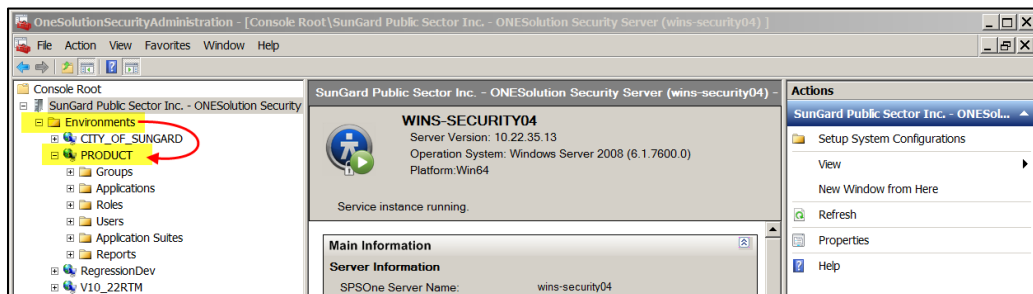 OneSolutionSecurityAdministration - [Console Root\SunGard Public Sector Inc. - ONESolution Security Server (wins-security04) ]
File Action View Favorites Window Help
Console Root
SunGard Public Sector Inc. - ONESolution Security
Environments
CITY_OF_SUNGARD
PRODUCT
Groups
Applications
Roles
Users
Application Suites
Reports
RegressionDev
V10_22RTM
SunGard Public Sector Inc. - ONESolution Security Server (wins-security04) -
WINS-SECURITY04
Server Version: 10.22.35.13
Operation System: Windows Server 2008 (6.1.7600.0)
Platform:Win64
Service instance running.
Main Information
Server Information
SPSOne Server Name: wins-security04
Actions
SunGard Public Sector Inc. - ONESol...
Setup System Configurations
View
New Window from Here
Refresh
Properties
Help